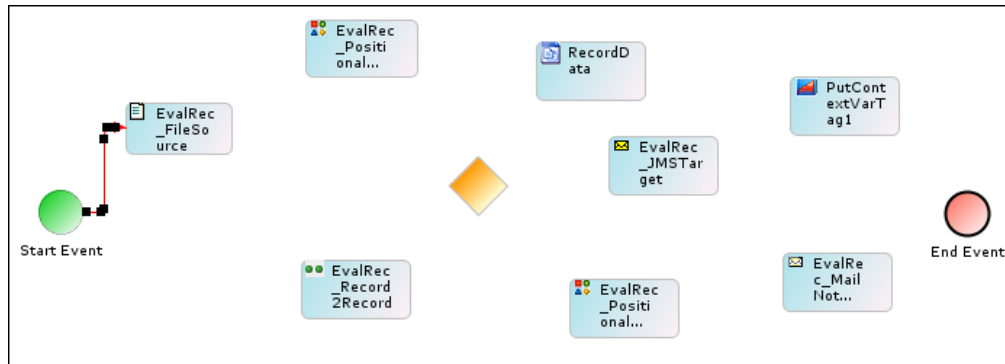 EvalRec
_Positi
onal...
RecordD
ata
PutCont
extVarT
ag1
EvalRec
_FileSo
urce
EvalRec
_JMSTar
get
Start Event
End Event
EvalRec
_Record
2Record
EvalRec
_Positi
onal...
EvalRe
c_Mail
Not...